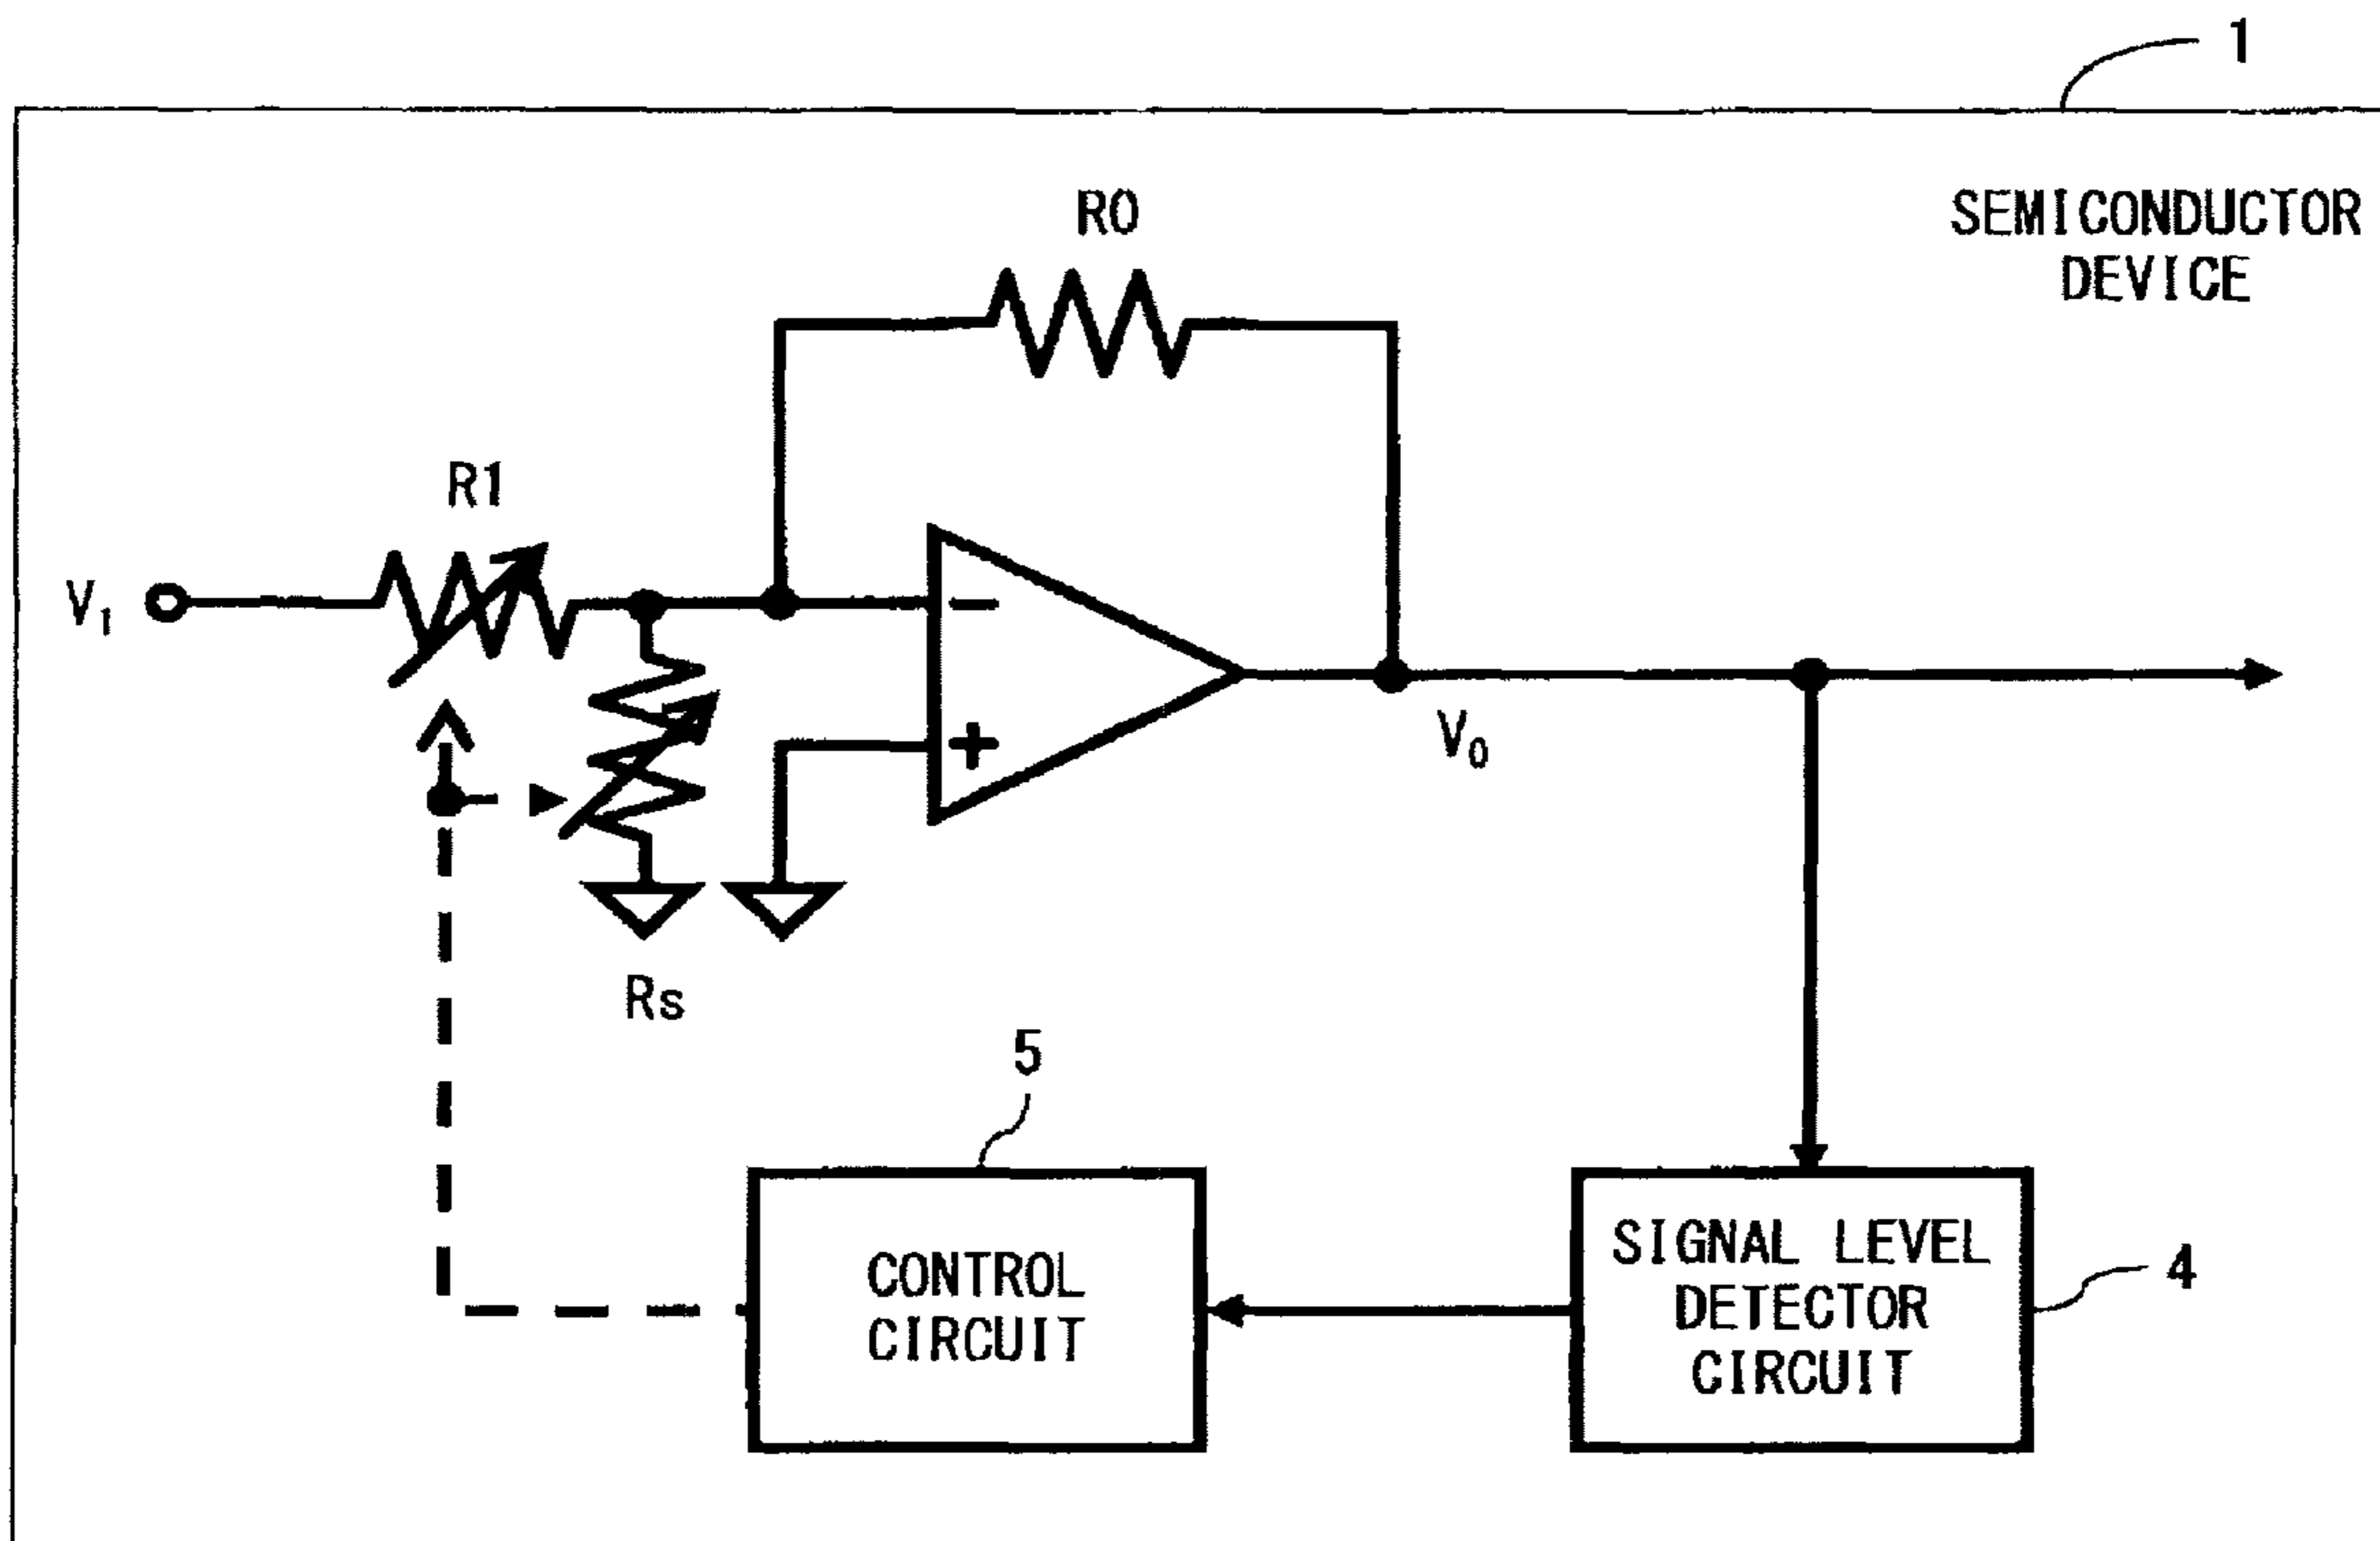 1
SEMICONDUCTOR
DEVICE
R0
R1
V1
−
+
V0
Rs
5
CONTROL
CIRCUIT
SIGNAL LEVEL
DETECTOR
CIRCUIT
4